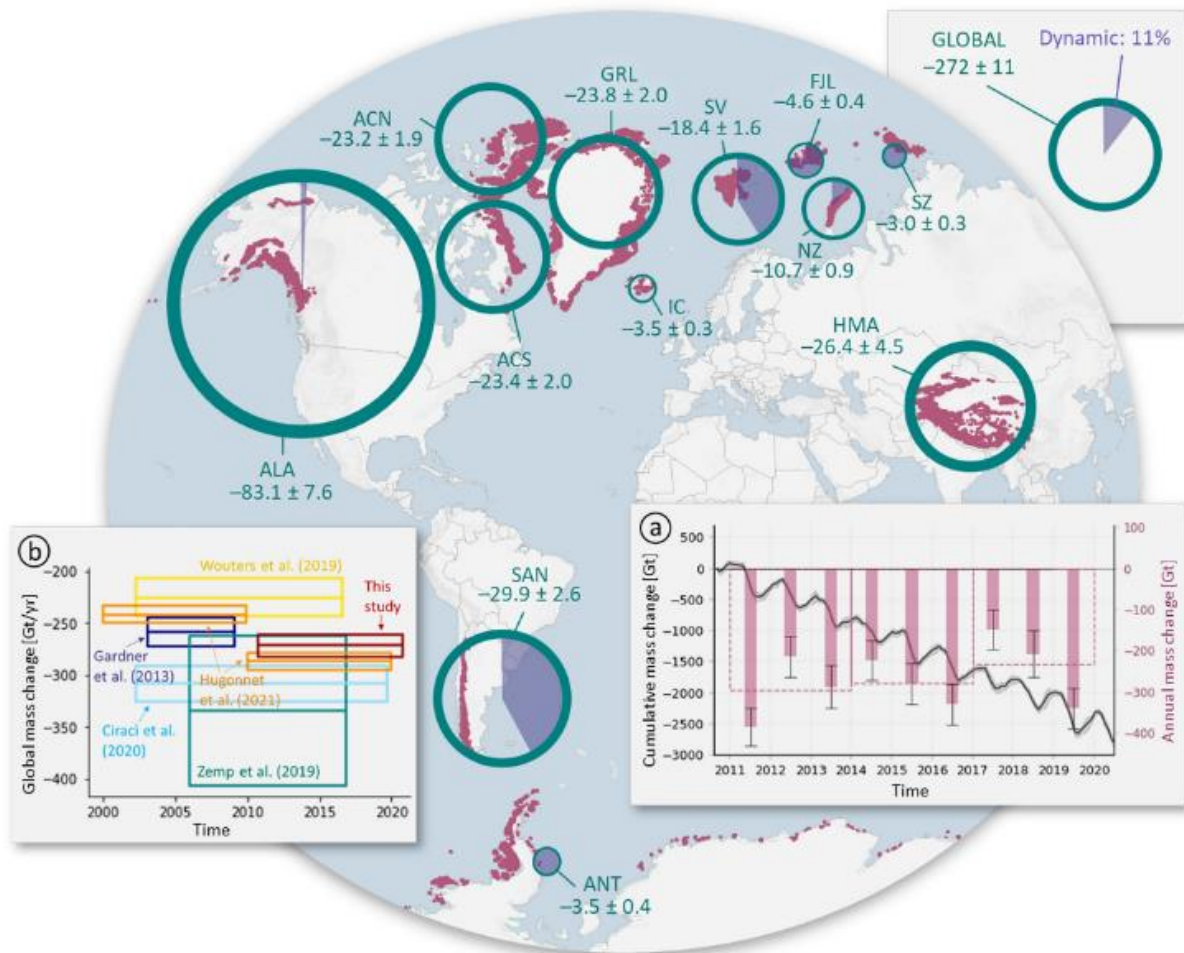 GLOBAL
−272 ± 11
Dynamic: 11%
GRL
−23.8 ± 2.0
ACN
−23.2 ± 1.9
SV
−18.4 ± 1.6
FJL
−4.6 ± 0.4
SZ
−3.0 ± 0.3
NZ
−10.7 ± 0.9
IC
−3.5 ± 0.3
HMA
−26.4 ± 4.5
ACS
−23.4 ± 2.0
ALA
−83.1 ± 7.6
SAN
−29.9 ± 2.6
ANT
−3.5 ± 0.4
b
Global mass change [Gt/yr]
−200
−250
−300
−350
−400
2000
2005
2010
2015
2020
Time
Wouters et al. (2019)
This
study
Gardner
et al. (2013)
Hugonnet
et al. (2021)
Ciracì et al.
(2020)
Zemp et al. (2019)
a
Cumulative mass change [Gt]
500
0
−500
−1000
−1500
−2000
−2500
−3000
2011
2012
2013
2014
2015
2016
2017
2018
2019
2020
Time
100
0
−100
−200
−300
−400
Annual mass change [Gt]